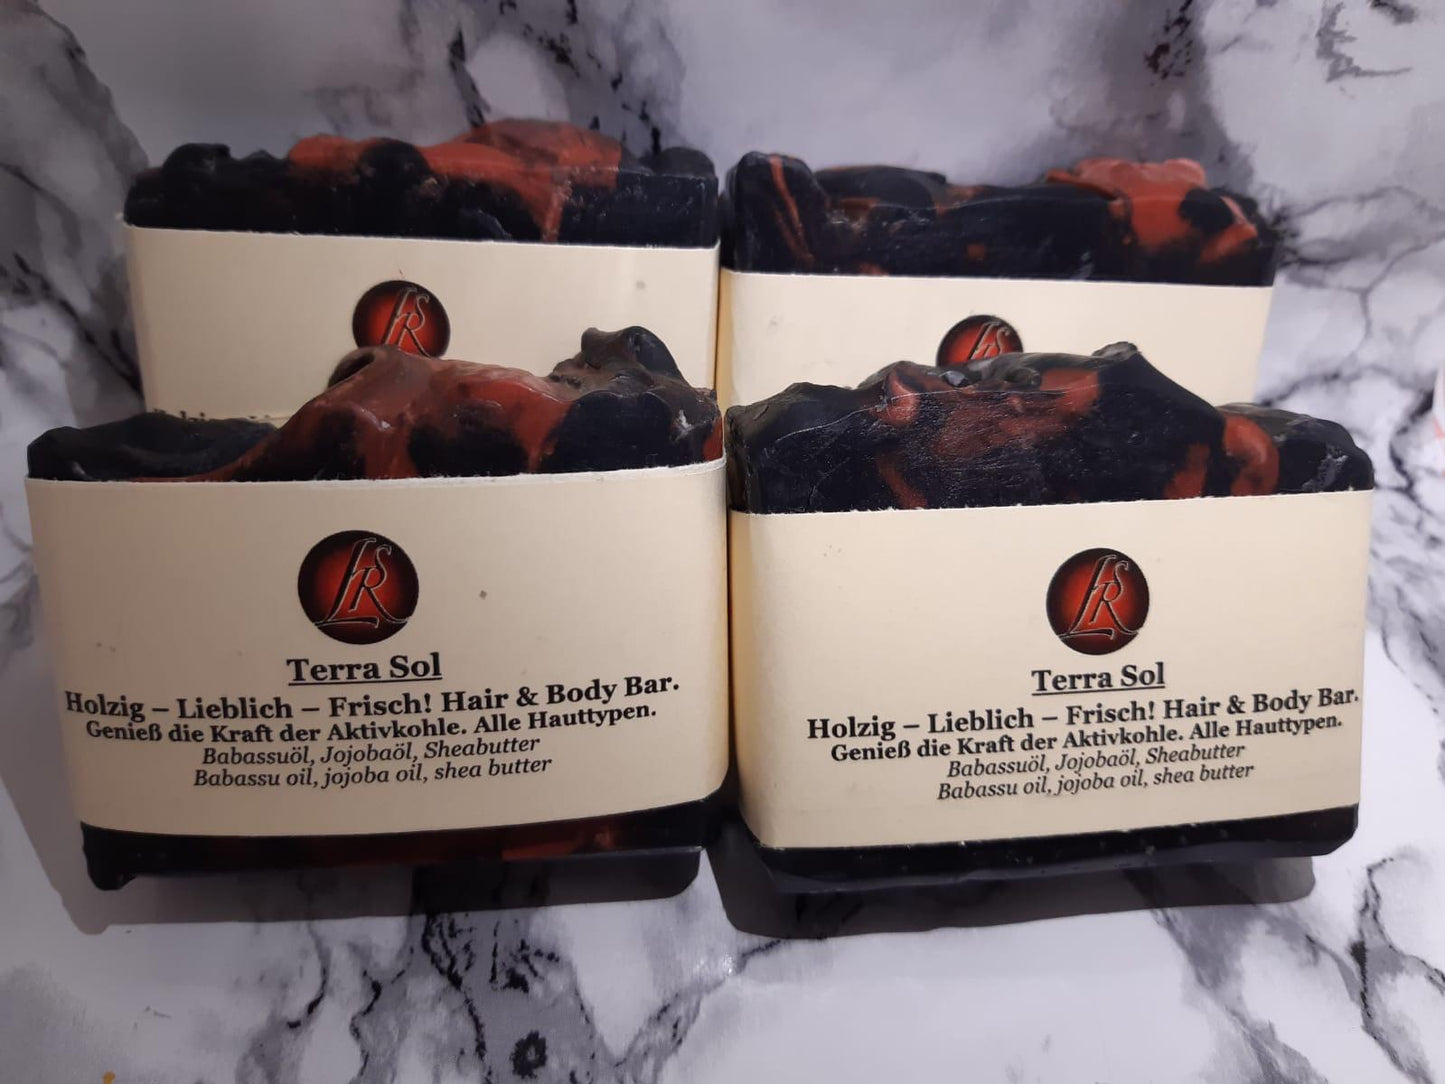 LRS
LRS
LRS
Terra Sol
Holzig – Lieblich – Frisch! Hair & Body Bar.
Genieß die Kraft der Aktivkohle. Alle Hauttypen.
Babassuöl, Jojobaöl, Sheabutter
Babassu oil, jojoba oil, shea butter
LRS
Terra Sol
Holzig – Lieblich – Frisch! Hair & Body Bar.
Genieß die Kraft der Aktivkohle. Alle Hauttypen.
Babassuöl, Jojobaöl, Sheabutter
Babassu oil, jojoba oil, shea butter